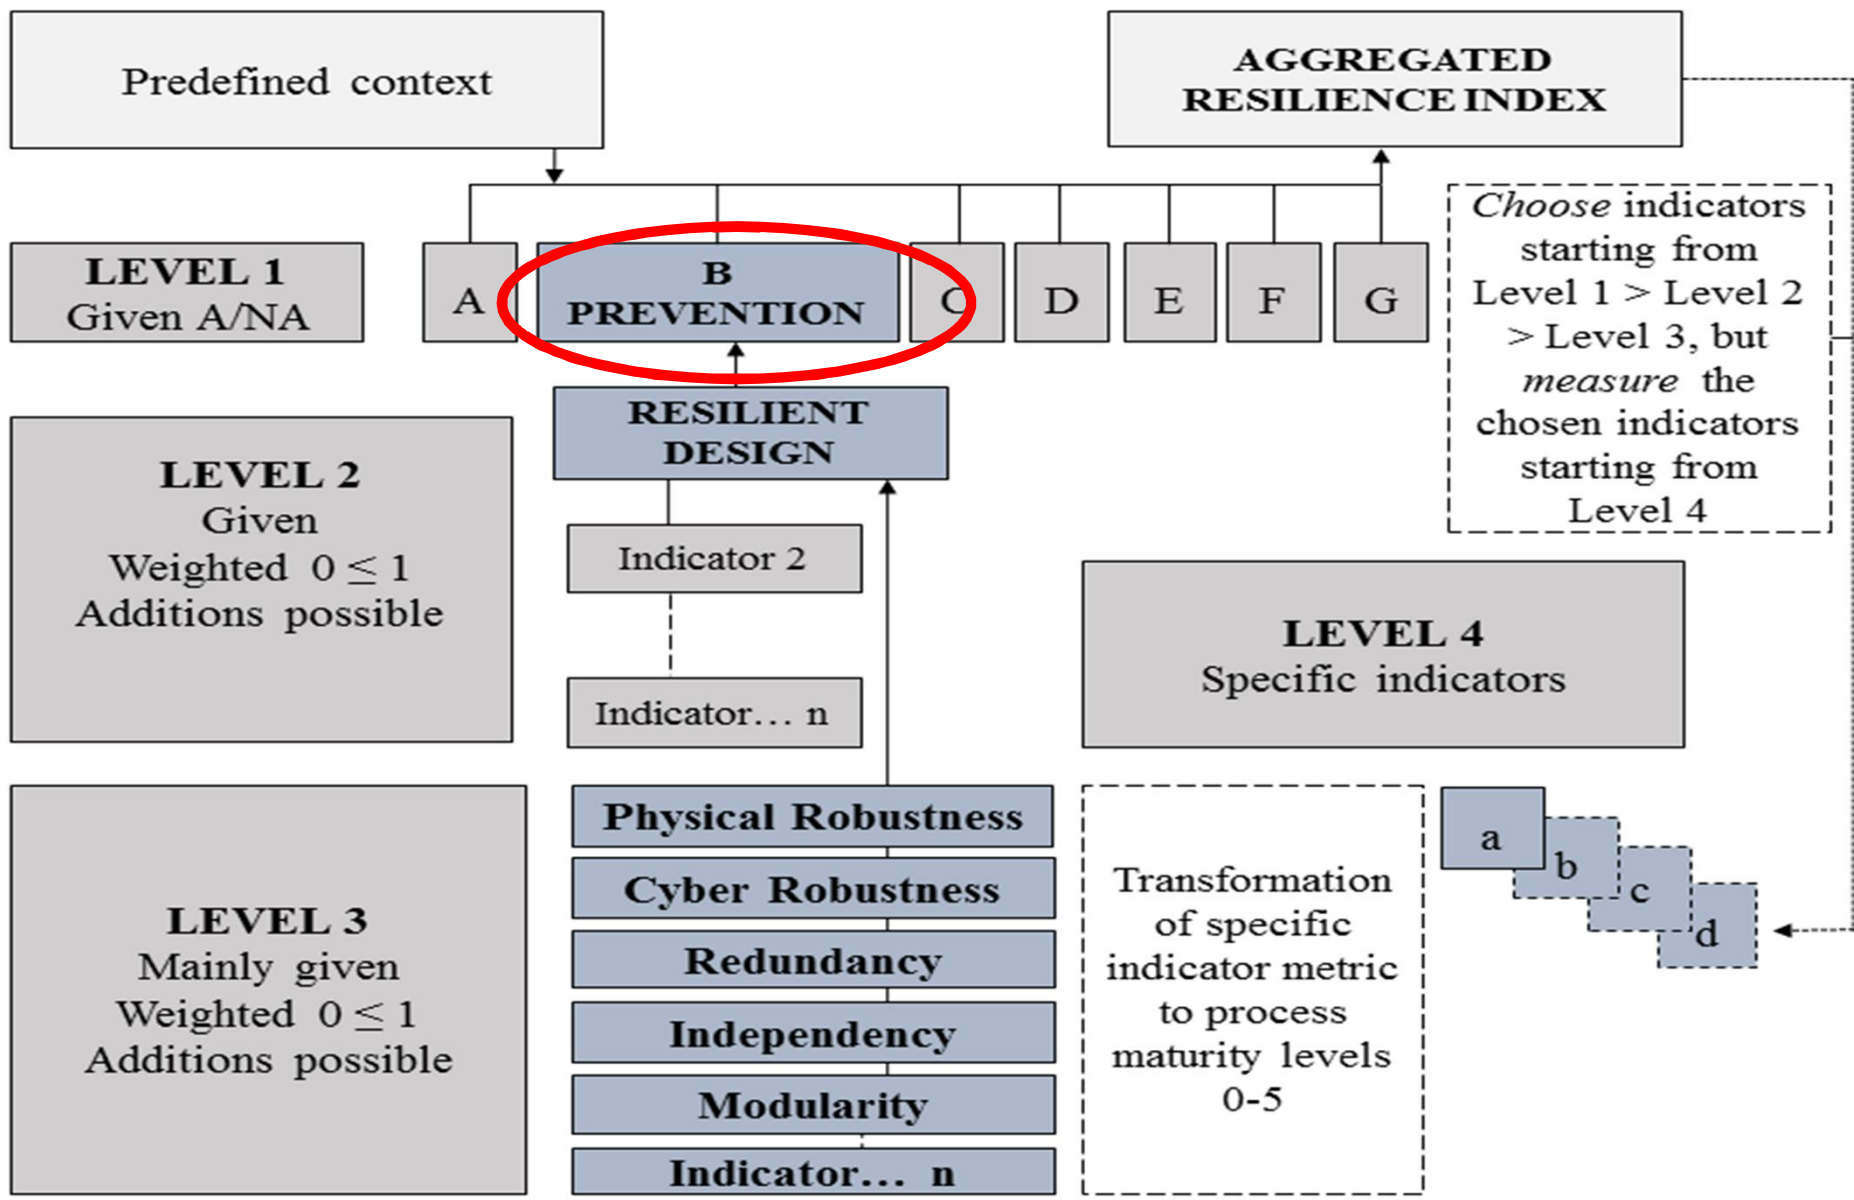 Predefined context
AGGREGATED
RESILIENCE INDEX
LEVEL 1
Given A/NA
A
B
PREVENTION
C
D
E
F
G
Choose indicators
starting from
Level 1 > Level 2
> Level 3, but
measure the
chosen indicators
starting from
Level 4
RESILIENT
DESIGN
LEVEL 2
Given
Weighted 0 ≤ 1
Additions possible
Indicator 2
Indicator... n
LEVEL 4
Specific indicators
LEVEL 3
Mainly given
Weighted 0 ≤ 1
Additions possible
Physical Robustness
Cyber Robustness
Redundancy
Independency
Modularity
Indicator... n
Transformation
of specific
indicator metric
to process
maturity levels
0-5
a
b
c
d